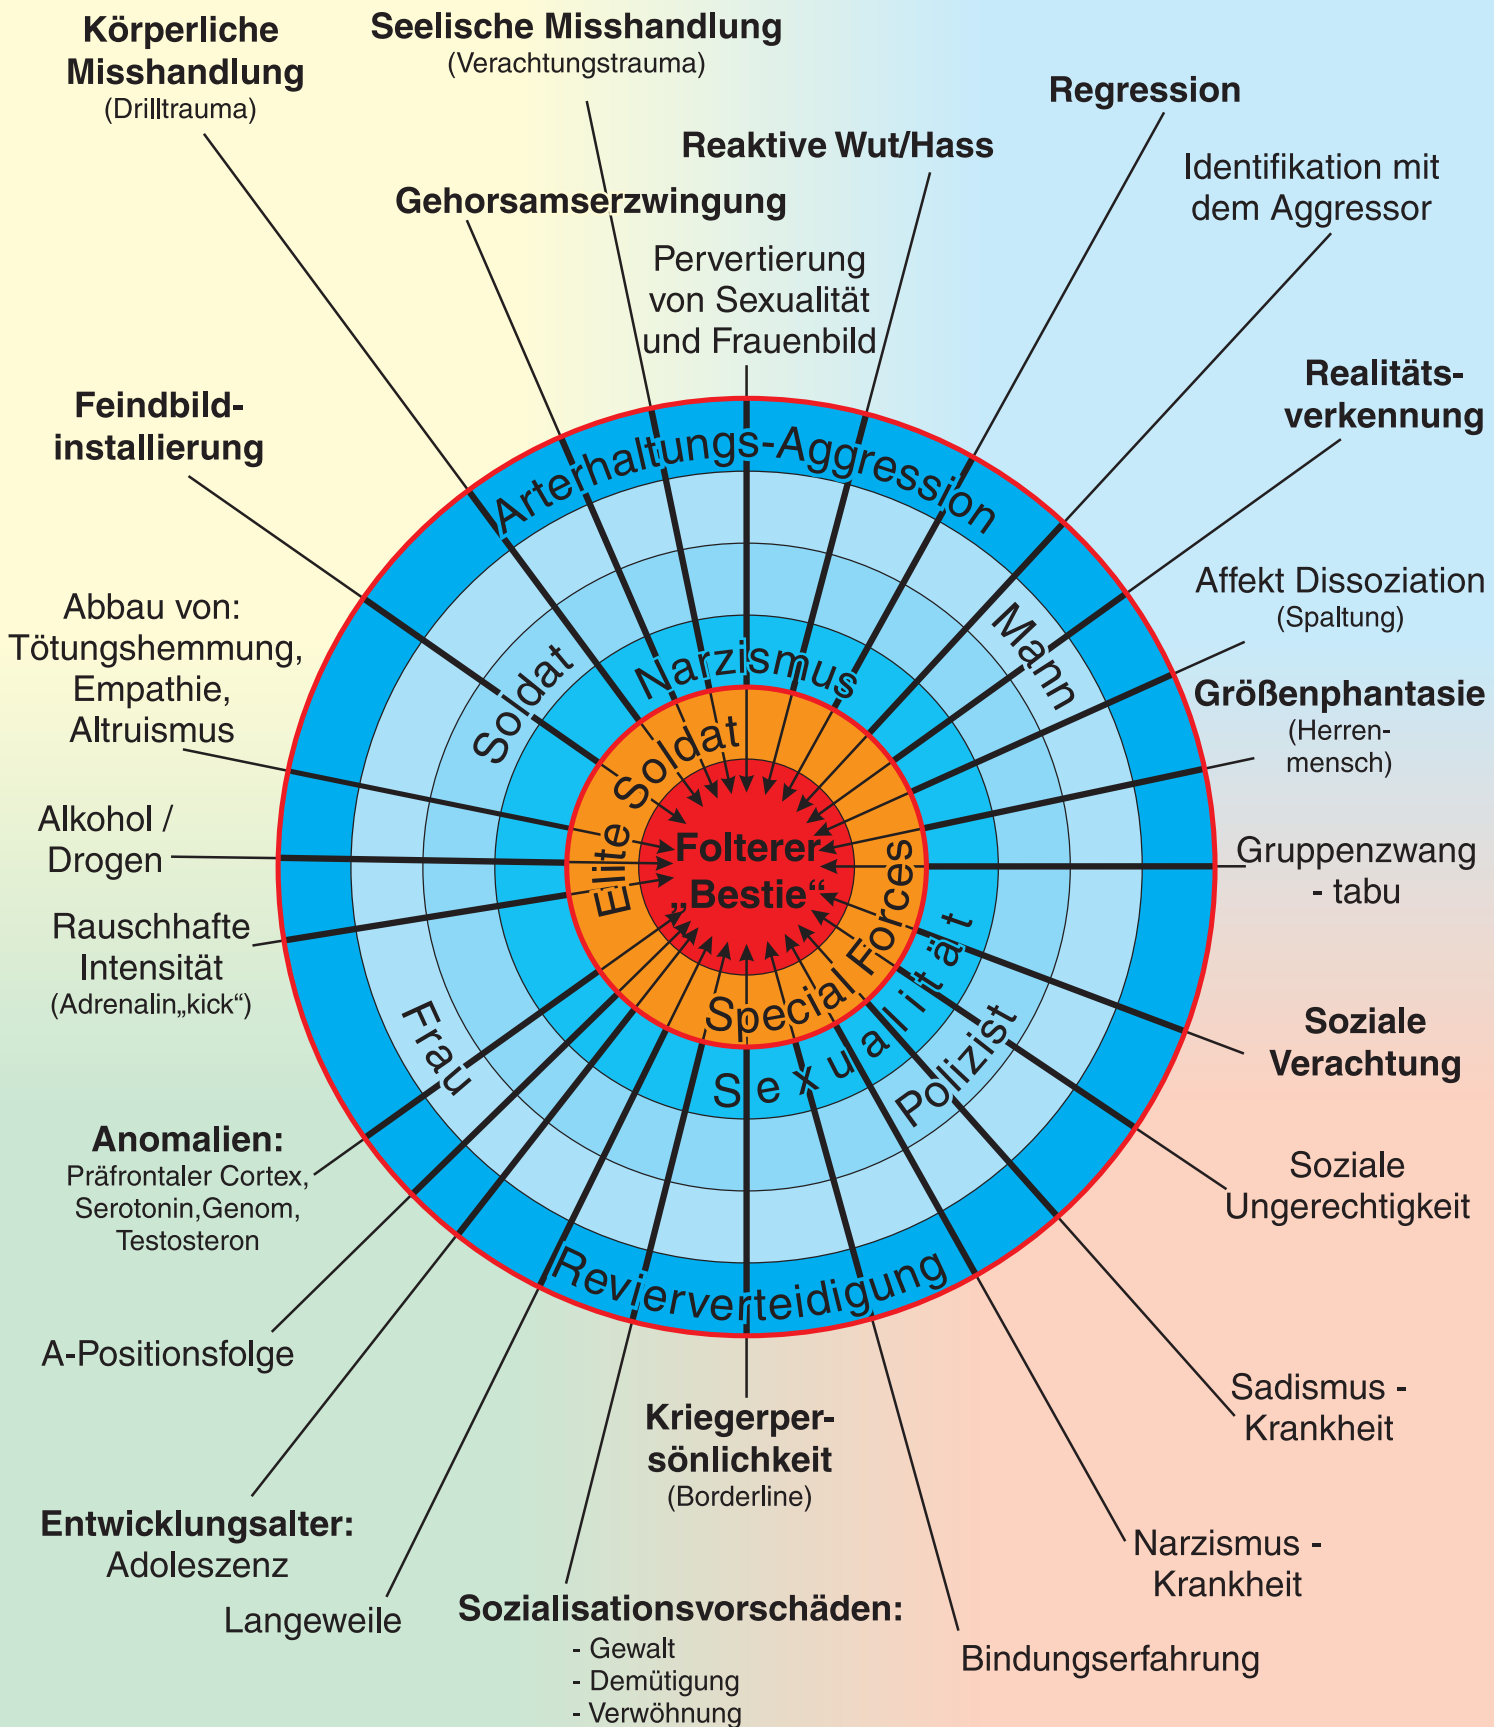 Körperliche
Misshandlung
(Drilltrauma)
Seelische Misshandlung
(Verachtungstrauma)
Regression
Reaktive Wut/Hass
Identifikation mit
dem Aggressor
Gehorsamserzwingung
Pervertierung
von Sexualität
und Frauenbild
Realitäts-
verkennung
Feindbild-
installierung
Affekt Dissoziation
(Spaltung)
Abbau von:
Tötungshemmung,
Empathie,
Altruismus
Größenphantasie
(Herren-
mensch)
Alkohol /
Drogen
Gruppenzwang
- tabu
Rauschhafte
Intensität
(Adrenalin„kick“)
Soziale
Verachtung
Anomalien:
Präfrontaler Cortex,
Serotonin,Genom,
Testosteron
Soziale
Ungerechtigkeit
A-Positionsfolge
Sadismus -
Krankheit
Kriegerper-
sönlichkeit
(Borderline)
Entwicklungsalter:
Adoleszenz
Narzismus -
Krankheit
Langeweile
Sozialisationsvorschäden:
- Gewalt
- Demütigung
- Verwöhnung
Bindungserfahrung
Arterhaltungs-Aggression
Mann
Soldat
Narzismus
Elite Soldat
Folterer
„Bestie“
Special Forces
Sexualität
Polizist
Frau
Revierverteidigung